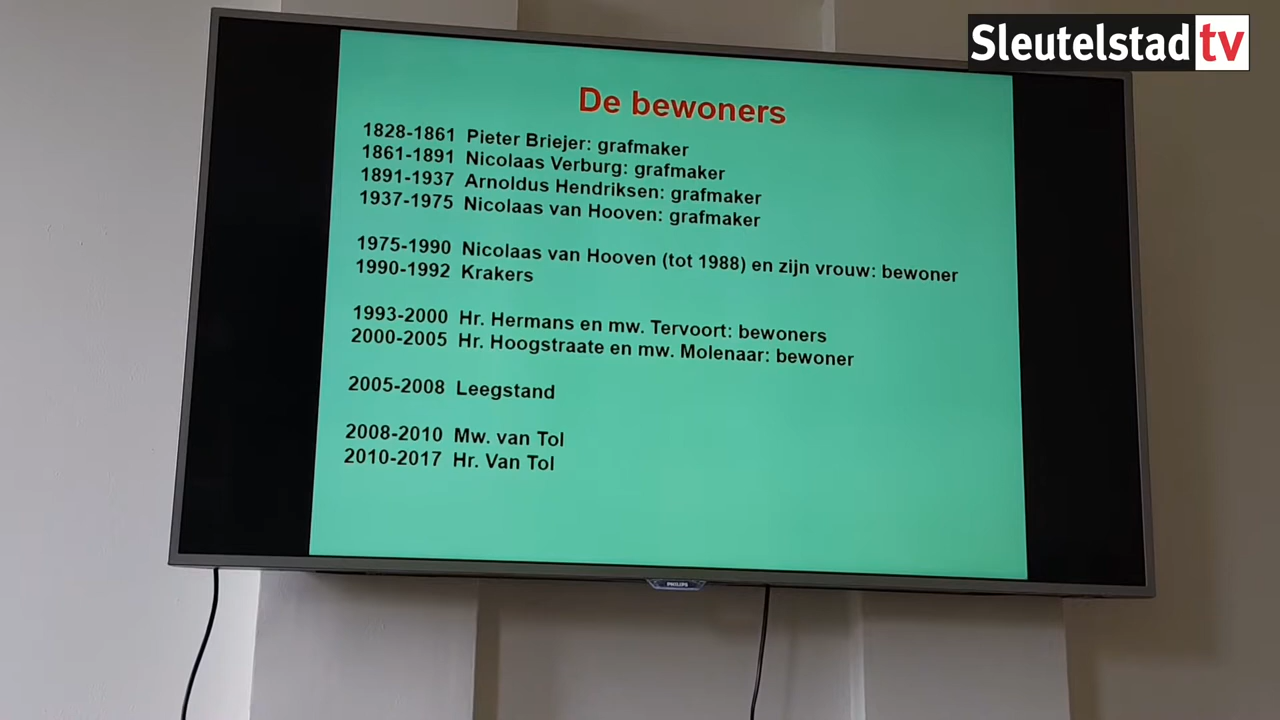 Sleutelstad tv
De bewoners
1828-1861 Pieter Briejer: grafmaker
1861-1891 Nicolaas Verburg: grafmaker
1891-1937 Arnoldus Hendriksen: grafmaker
1937-1975 Nicolaas van Hooven: grafmaker
1975-1990 Nicolaas van Hooven (tot 1988) en zijn vrouw: bewoner
1990-1992 Krakers
1993-2000 Hr. Hermans en mw. Tervoort: bewoners
2000-2005 Hr. Hoogstraate en mw. Molenaar: bewoner
2005-2008 Leegstand
2008-2010 Mw. van Tol
2010-2017 Hr. Van Tol
PHILIPS